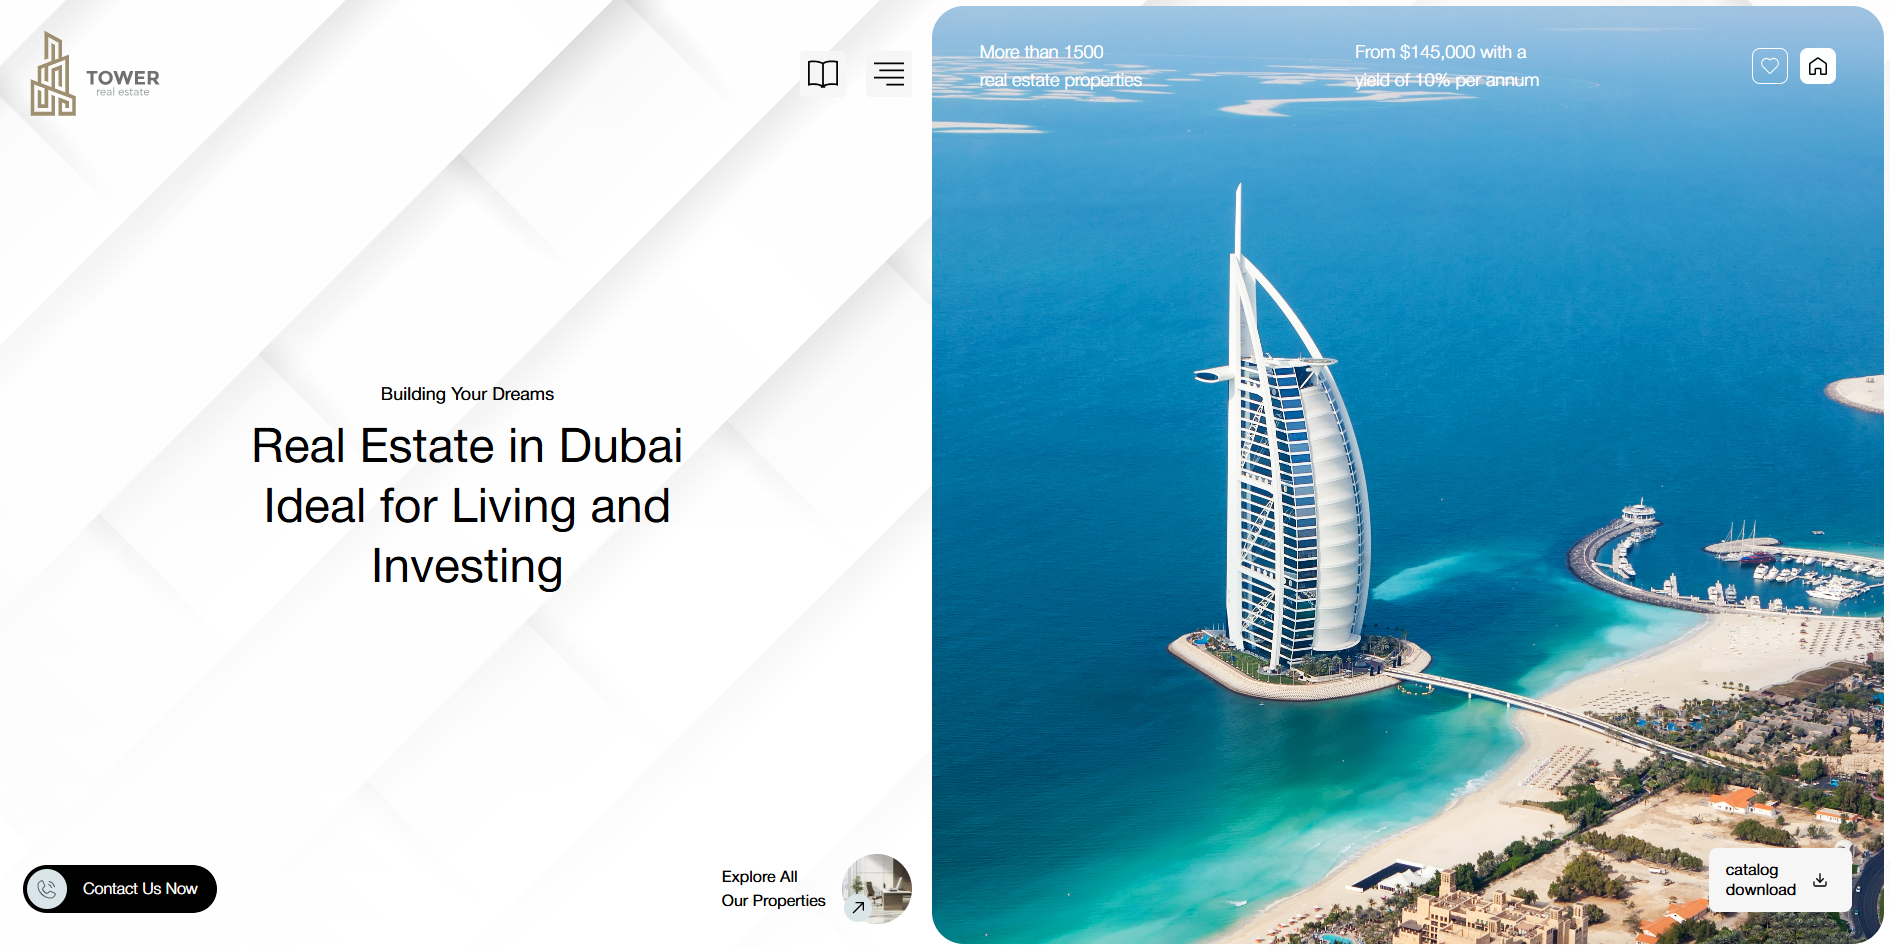 TOWER
real estate
More than 1500
real estate properties
From $145,000 with a
yield of 10% per annum
Building Your Dreams
Real Estate in Dubai
Ideal for Living and
Investing
Contact Us Now
Explore All
Our Properties
catalog
download